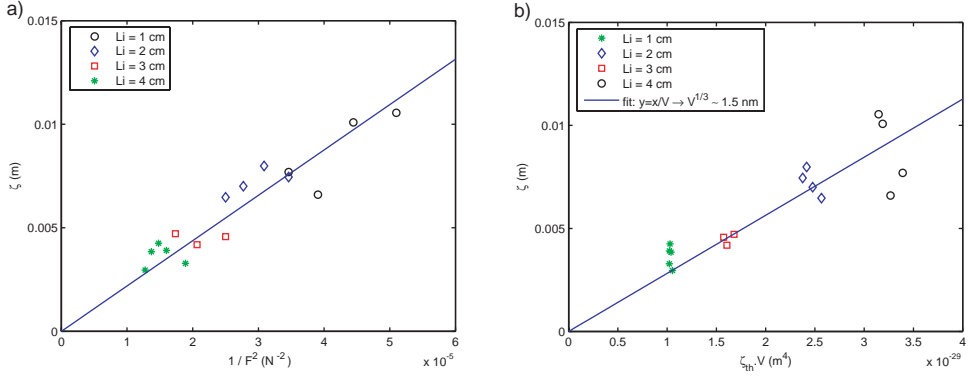 a)
0.015
0.01
0.005
0
ζ (m)
Li = 1 cm
Li = 2 cm
Li = 3 cm
Li = 4 cm
0 1 2 3 4 5 6
1 / F² (N⁻²)
x 10⁻⁵
b)
0.015
0.01
0.005
0
ζ (m)
Li = 1 cm
Li = 2 cm
Li = 3 cm
Li = 4 cm
fit: y=x/V → V^1/3 ~ 1.5 nm
0 0.5 1 1.5 2 2.5 3 3.5 4
ζth.V (m⁴)
x 10⁻²⁹